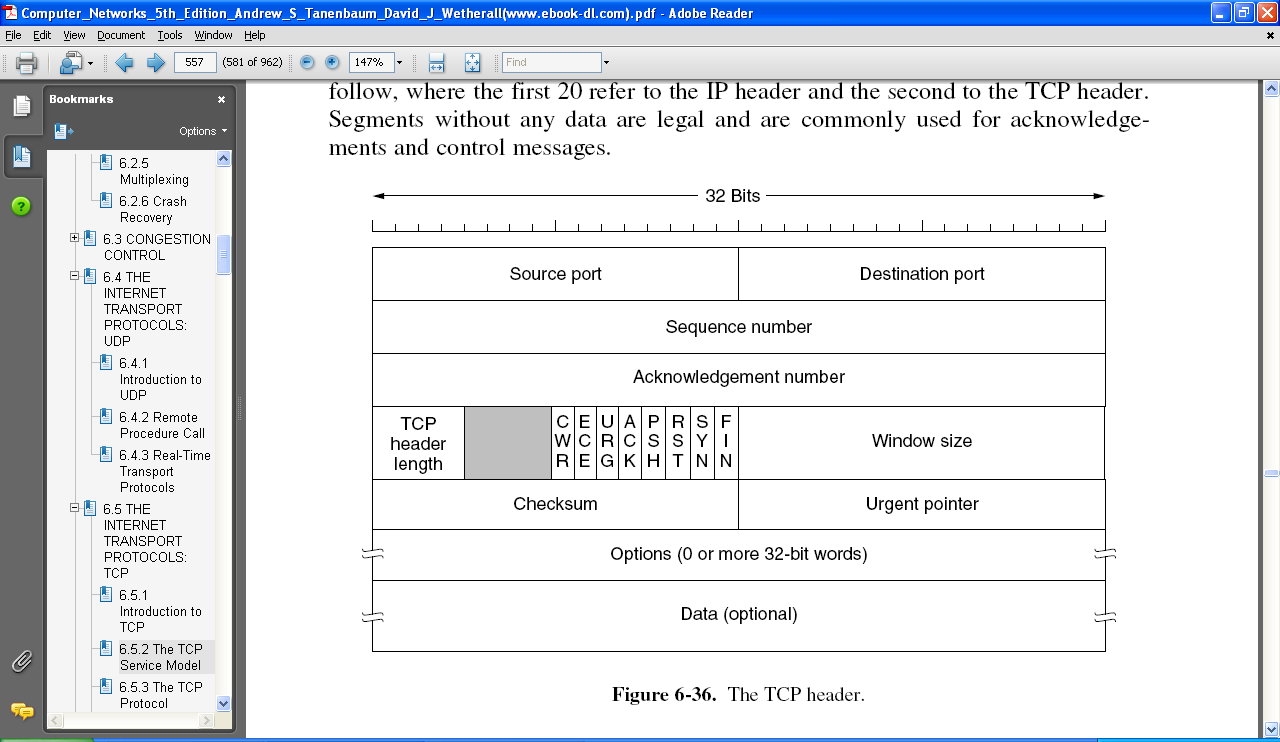 Computer_Networks_5th_Edition_Andrew_S_Tanenbaum_David_J_Wetherall(www.ebook-dl.com).pdf - Adobe Reader
File Edit View Document Tools Window Help
557 (581 of 962) 147% Find
Bookmarks
Options
6.2.5
Multiplexing
6.2.6 Crash
Recovery
6.3 CONGESTION
CONTROL
6.4 THE
INTERNET
TRANSPORT
PROTOCOLS:
UDP
6.4.1
Introduction to
UDP
6.4.2 Remote
Procedure Call
6.4.3 Real-Time
Transport
Protocols
6.5 THE
INTERNET
TRANSPORT
PROTOCOLS:
TCP
6.5.1
Introduction to
TCP
6.5.2 The TCP
Service Model
6.5.3 The TCP
Protocol
follow, where the first 20 refer to the IP header and the second to the TCP header.
Segments without any data are legal and are commonly used for acknowledge-
ments and control messages.
32 Bits
Source port Destination port
Sequence number
Acknowledgement number
TCP
header
length
CWR
ECE
URG
ACK
PSH
RST
SYN
FIN
Window size
Checksum Urgent pointer
Options (0 or more 32-bit words)
Data (optional)
Figure 6-36. The TCP header.